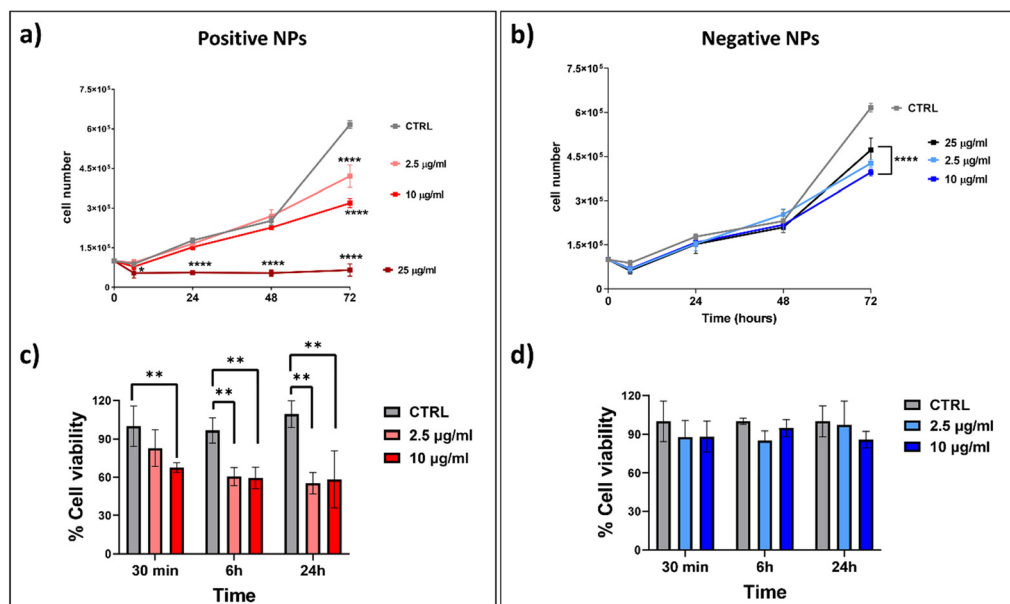 a)
Positive NPs
7.5×10⁵
6×10⁵
4.5×10⁵
3×10⁵
1.5×10⁵
0
cell number
0
24
48
72
CTRL
2.5 µg/ml
10 µg/ml
25 µg/ml
*
****
****
****
****
****
b)
Negative NPs
7.5×10⁵
6×10⁵
4.5×10⁵
3×10⁵
1.5×10⁵
0
cell number
0
24
48
72
Time (hours)
CTRL
25 µg/ml
2.5 µg/ml
10 µg/ml
****
c)
120
90
60
30
0
% Cell viability
**
**
**
**
**
30 min
6h
24h
Time
CTRL
2.5 µg/ml
10 µg/ml
d)
120
90
60
30
0
% Cell viability
30 min
6h
24h
Time
CTRL
2.5 µg/ml
10 µg/ml